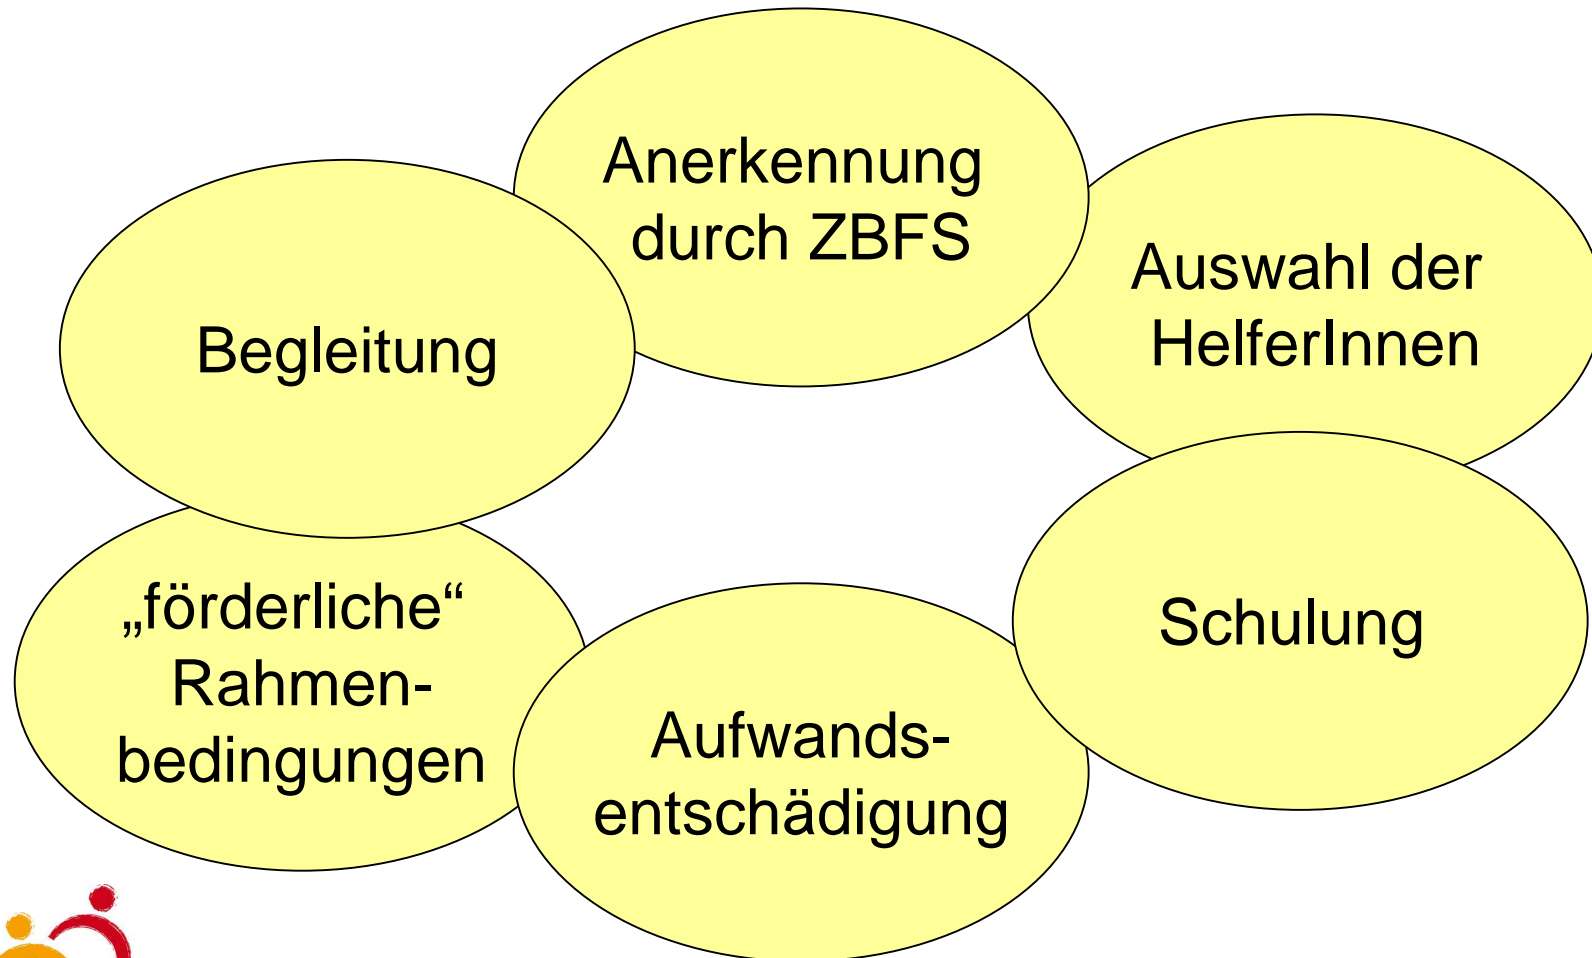 Anerkennung
durch ZBFS
Auswahl der
HelferInnen
Begleitung
„förderliche“
Rahmen-
bedingungen
Aufwands-
entschädigung
Schulung